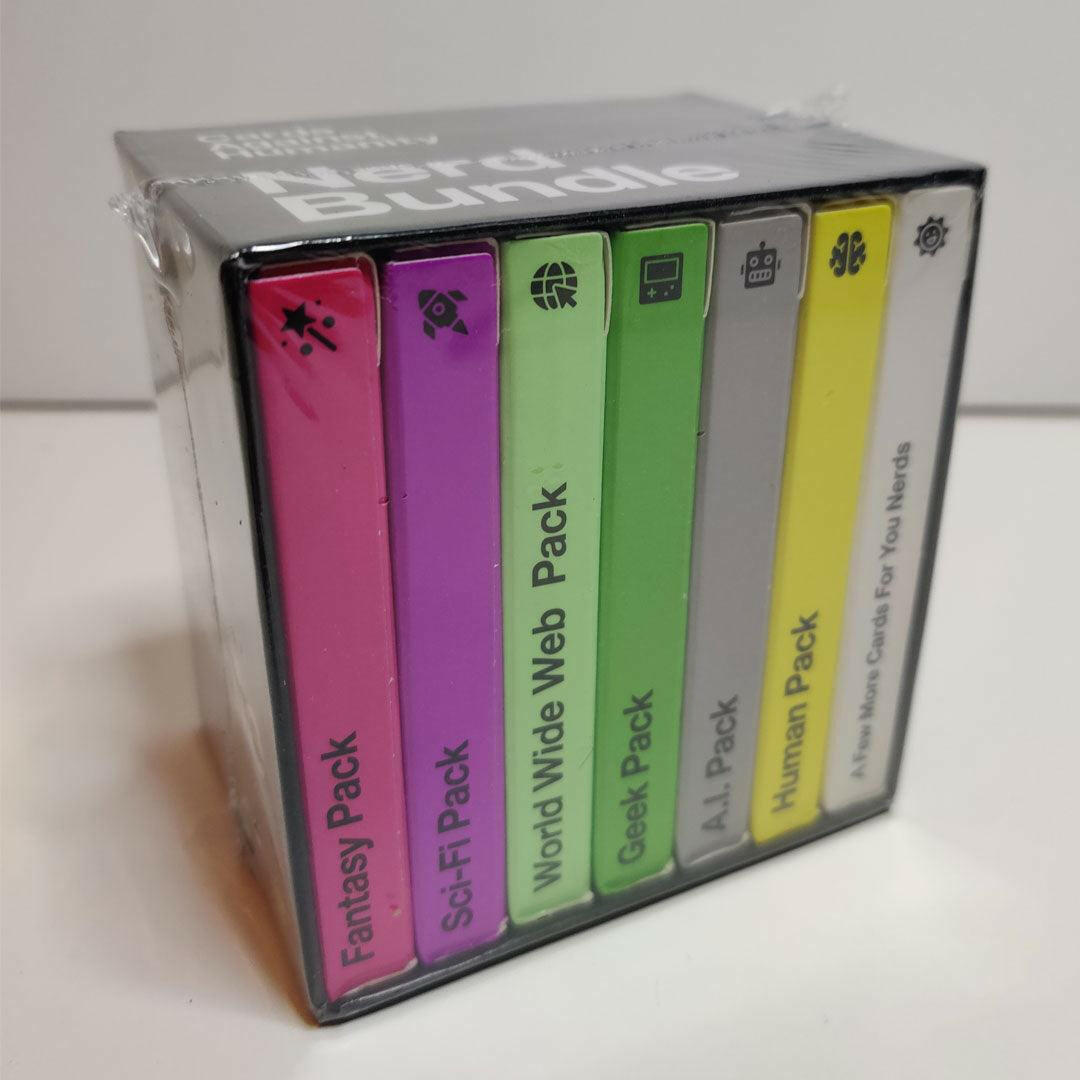 Cards
Against
Humanity
Nerd
Bundle
Fantasy Pack
Sci-Fi Pack
World Wide Web Pack
Geek Pack
A.I. Pack
Human Pack
A Few More Cards For You Nerds